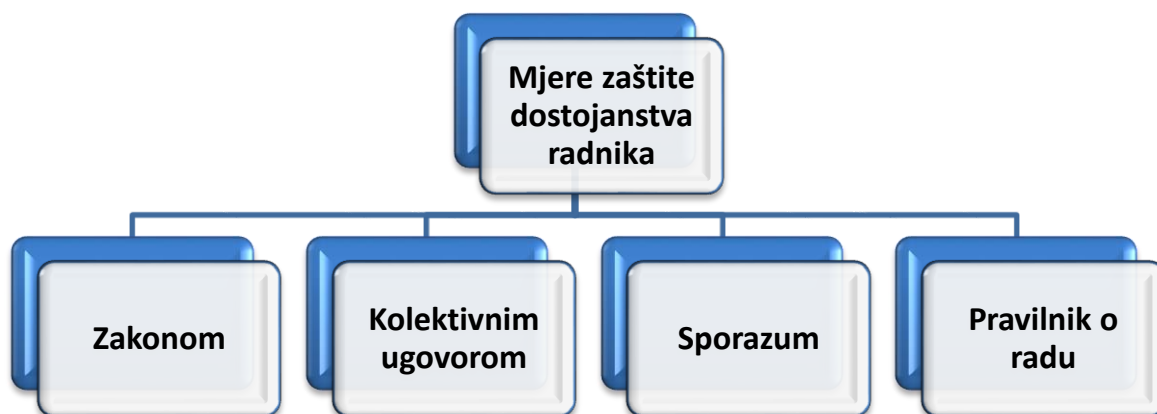 Mjere zaštite
dostojanstva
radnika
Zakonom
Kolektivnim
ugovorom
Sporazum
Pravilnik o
radu